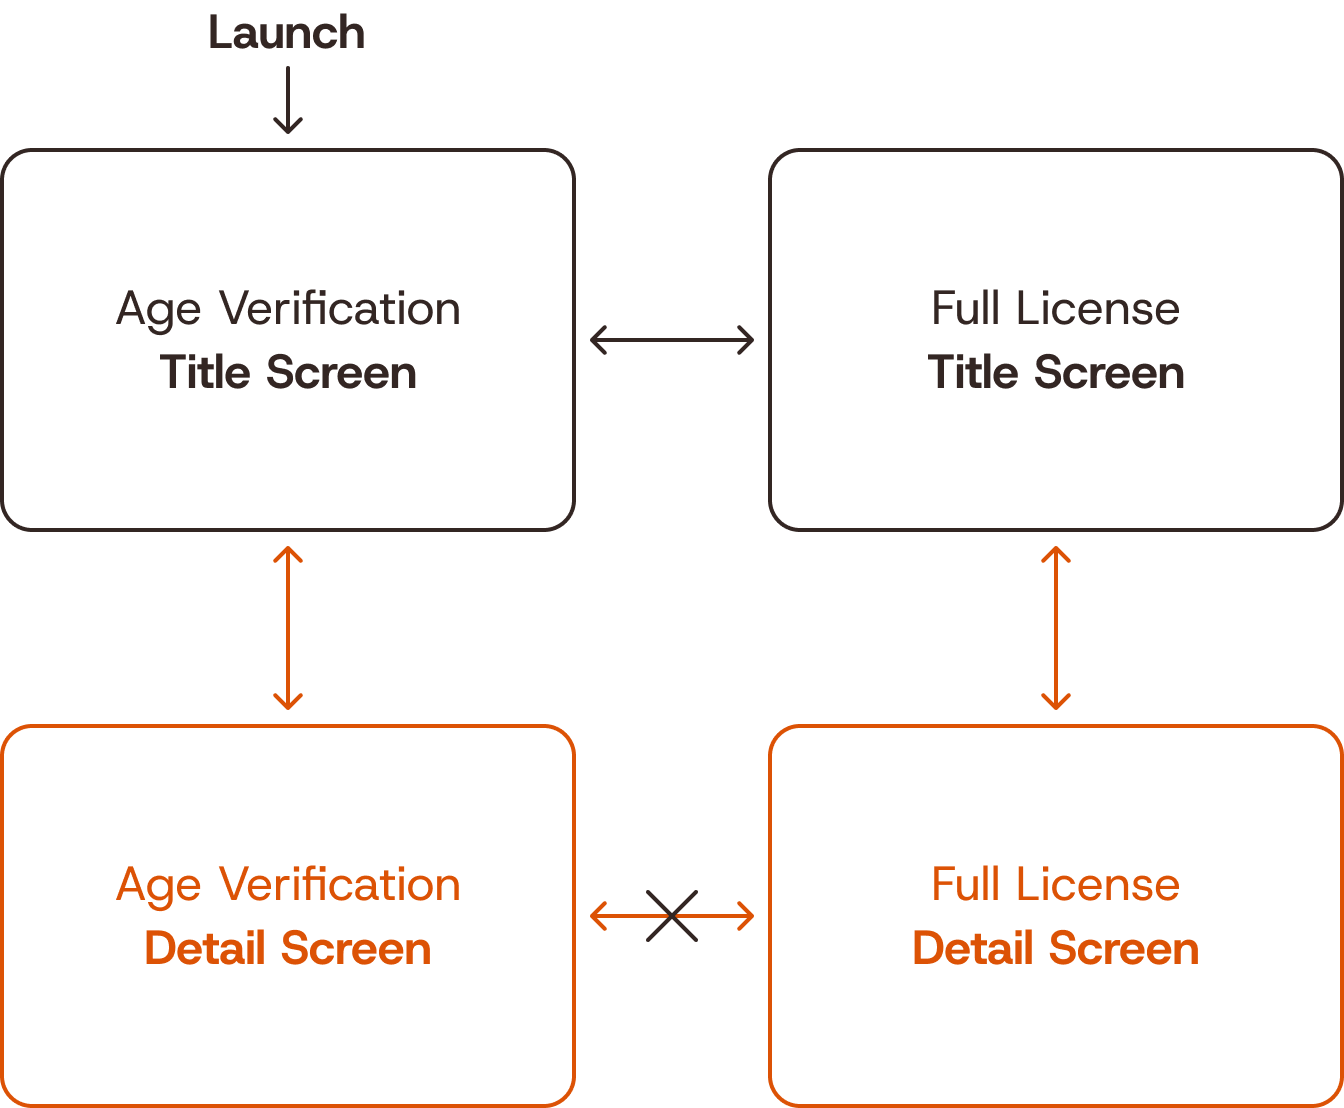 Launch
Age Verification
Title Screen
Full License
Title Screen
Age Verification
Detail Screen
Full License
Detail Screen